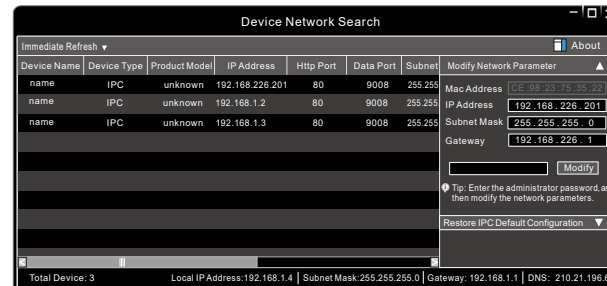 Device Network Search
Immediate Refresh ▼ About
Device Name Device Type Product Model IP Address Http Port Data Port Subnet Modify Network Parameter ▲
name IPC unknown 192.168.226.201 80 9008 255.255
name IPC unknown 192.168.1.2 80 9008 255.255
name IPC unknown 192.168.1.3 80 9008 255.255
Mac Address CE:98:23:75:35:22
IP Address 192.168.226.201
Subnet Mask 255.255.255.0
Gateway 192.168.226.1
Modify
Tip: Enter the administrator password,
then modify the network parameters.
Restore IPC Default Configuration ▼
Total Device: 3 Local IP Address:192.168.1.4 Subnet Mask:255.255.255.0 Gateway: 192.168.1.1 DNS: 210.21.196.6